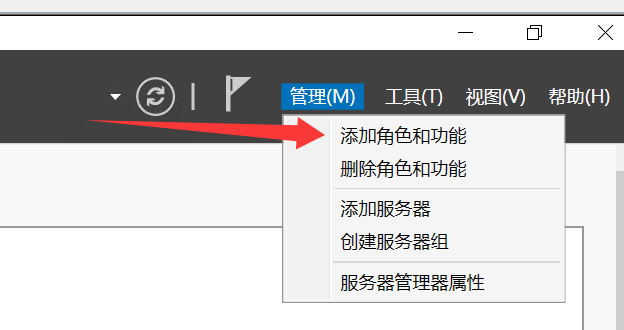 管理(M) 工具(T) 视图(V) 帮助(H)
添加角色和功能
删除角色和功能
添加服务器
创建服务器组
服务器管理器属性